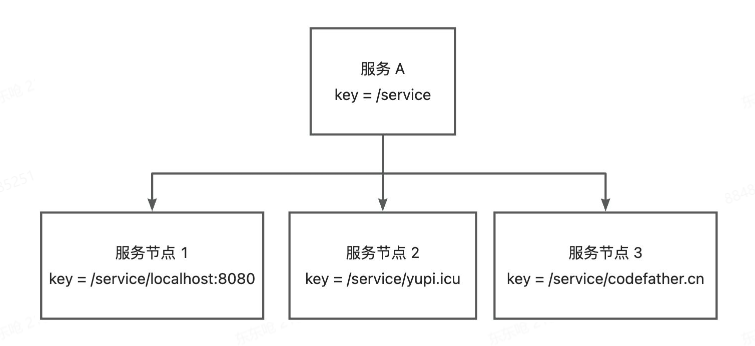 服务 A
key = /service
服务节点 1
key = /service/localhost:8080
服务节点 2
key = /service/yupi.icu
服务节点 3
key = /service/codefather.cn